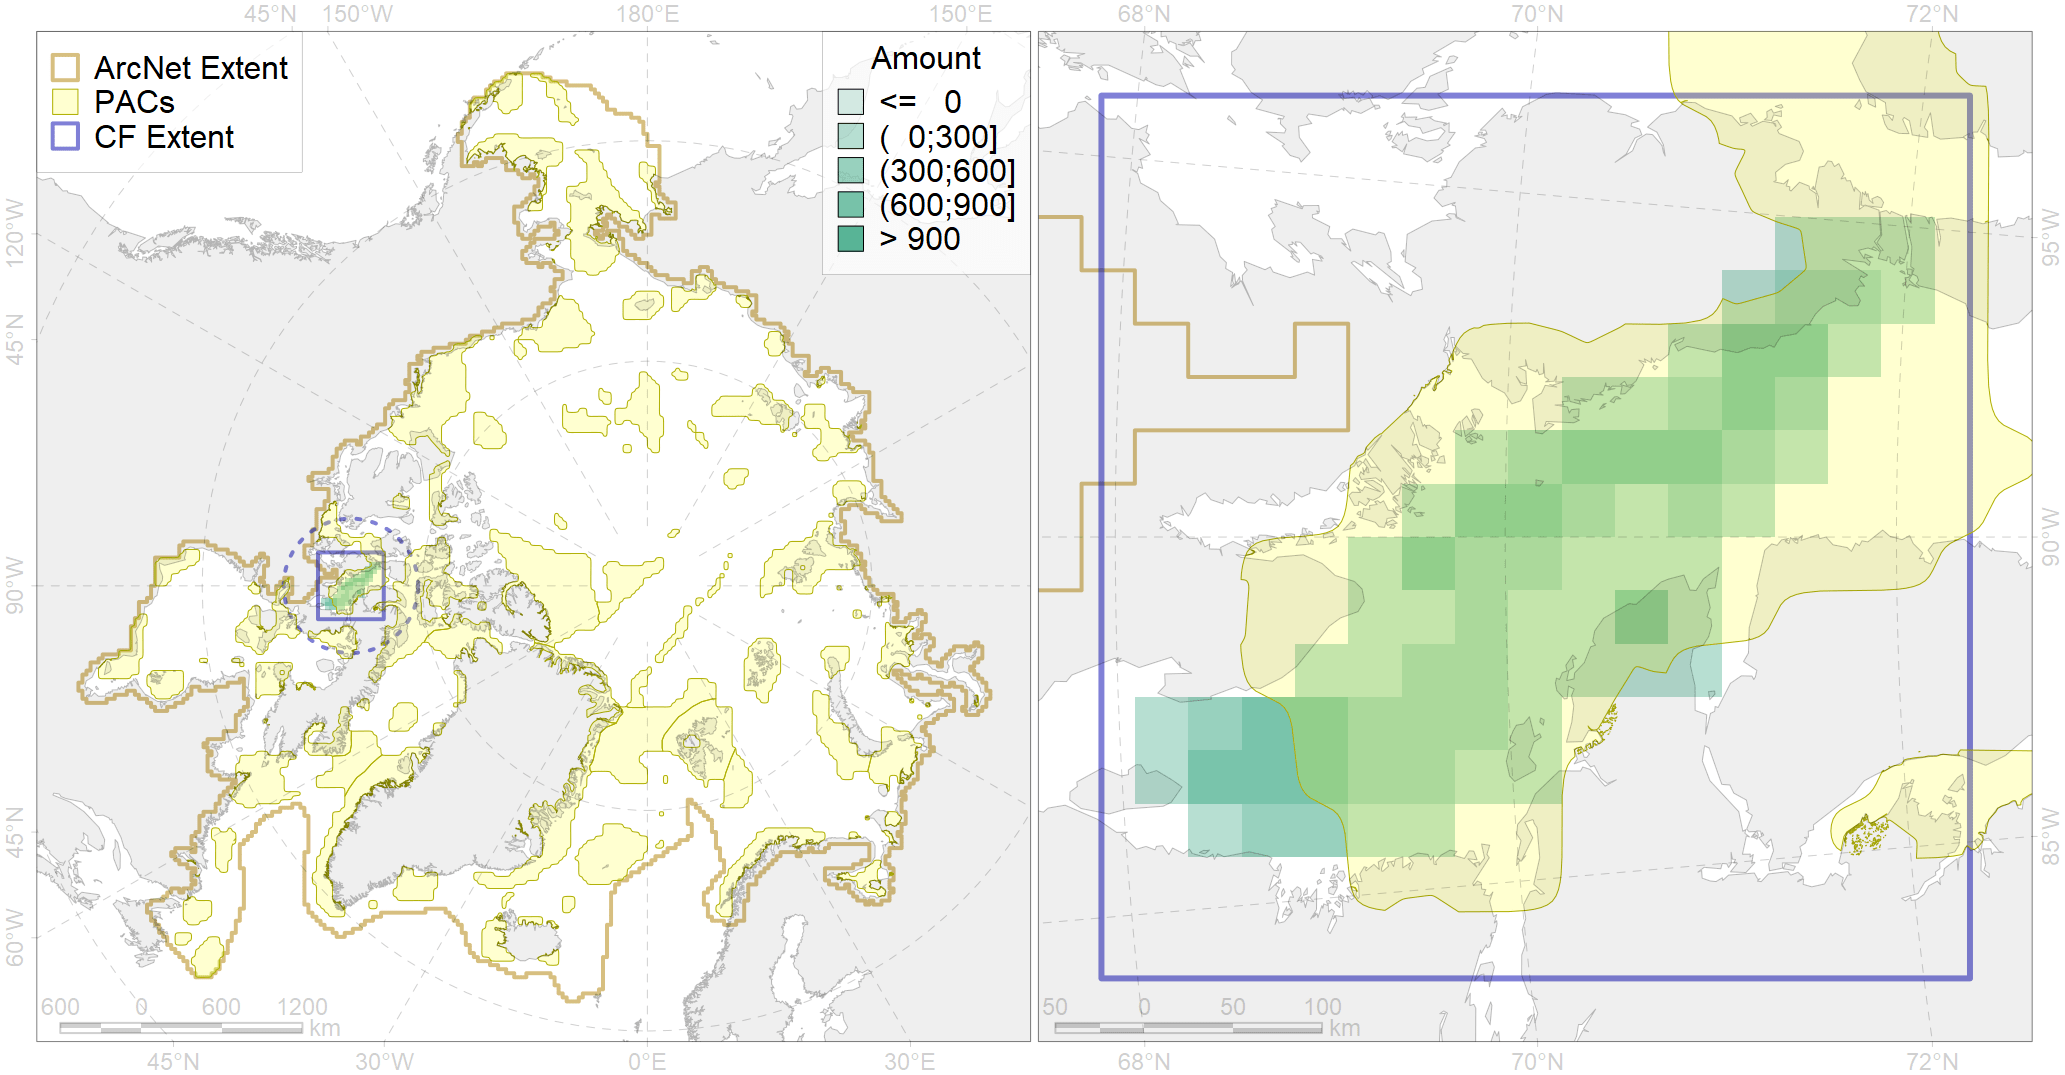 45°N 150°W 180°E 150°E 68°N 70°N 72°N
ArcNet Extent
PACs
CF Extent
Amount
<= 0
( 0;300]
(300;600]
(600;900]
> 900
120°W
45°N
90°W
45°N
60°W
95°W
90°W
85°W
600 0 600 1200
km
50 0 50 100
km
45°N 30°W 0°E 30°E 68°N 70°N 72°N